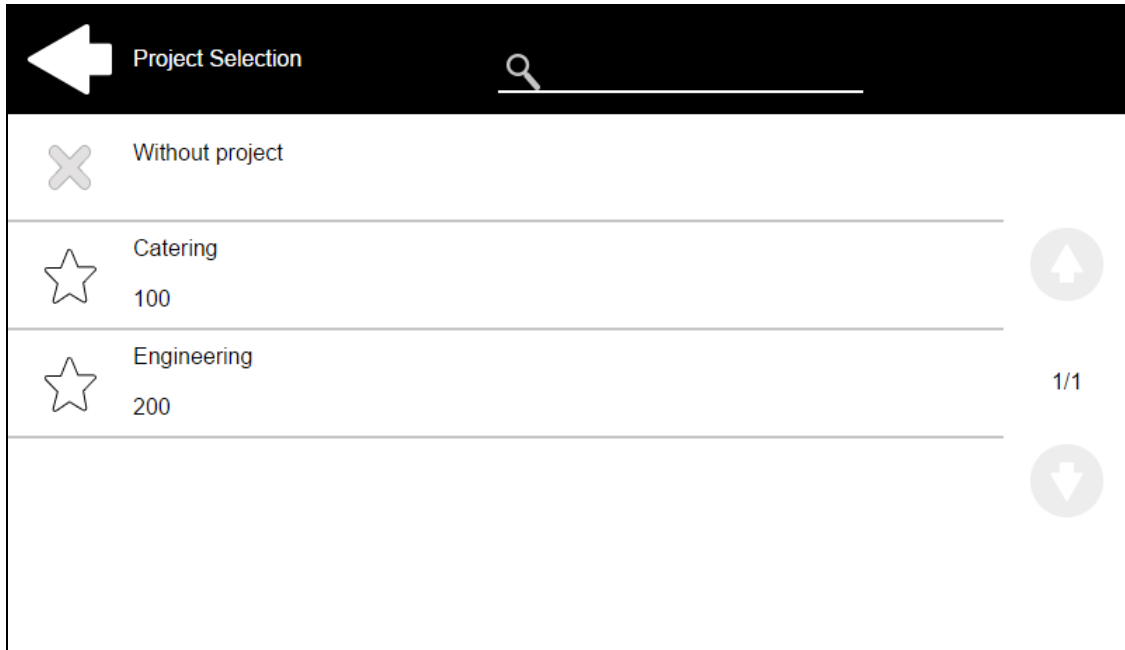 Project Selection
Without project
Catering
100
Engineering
200
1/1